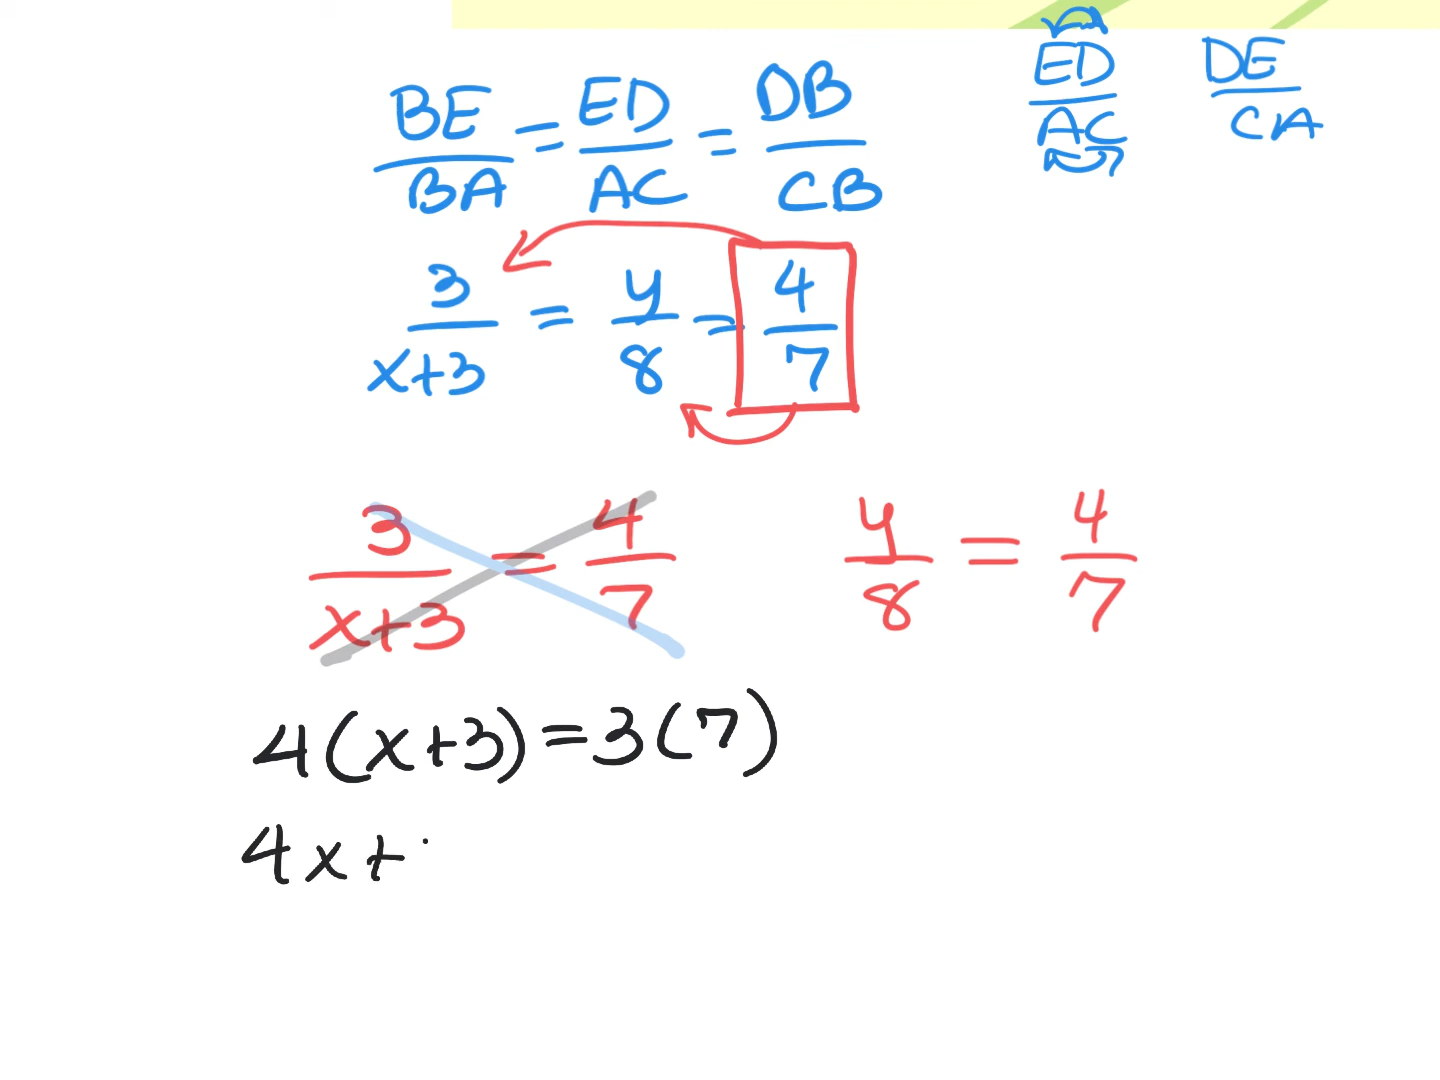 BE/BA = ED/AC = DB/CB
ED/AC DE/CA
3/(x+3) = y/8 = 4/7
3/(x+3) = 4/7 y/8 = 4/7
4(x+3)=3(7)
4x+